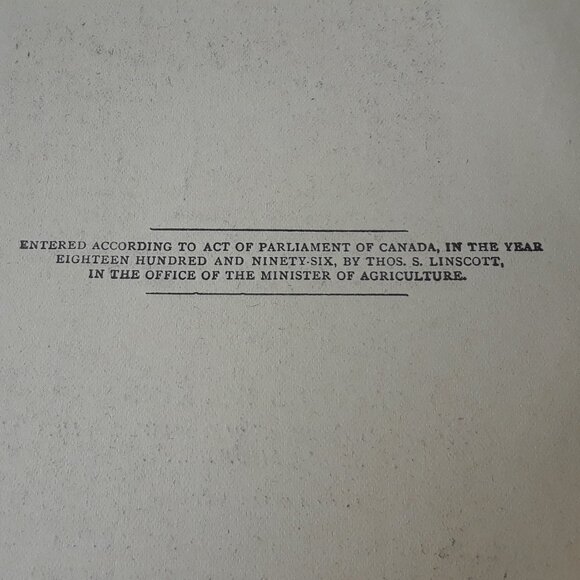 ENTERED ACCORDING TO ACT OF PARLIAMENT OF CANADA, IN THE YEAR
EIGHTEEN HUNDRED AND NINETY-SIX, BY THOS. S. LINSCOTT,
IN THE OFFICE OF THE MINISTER OF AGRICULTURE.